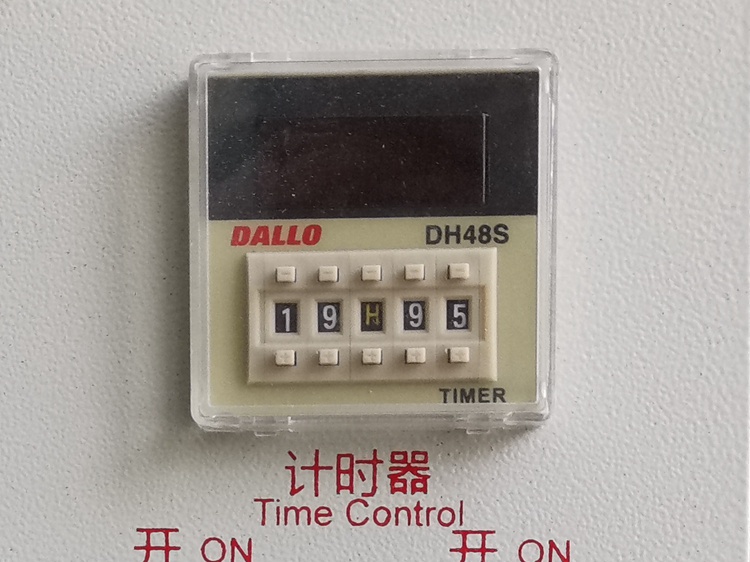 DALLO DH48S
- - - - -
1 9 H 9 5
+ + + + +
TIMER
计时器
Time Control
开 ON 开 ON